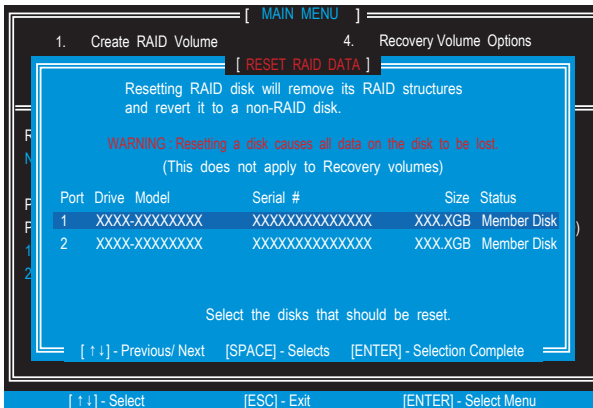 [ MAIN MENU ]
1. Create RAID Volume 4. Recovery Volume Options
[ RESET RAID DATA ]
Resetting RAID disk will remove its RAID structures
and revert it to a non-RAID disk.
WARNING : Resetting a disk causes all data on the disk to be lost.
(This does not apply to Recovery volumes)
Port Drive Model Serial # Size Status
1 XXXX-XXXXXXXX XXXXXXXXXXXXXX XXX.XGB Member Disk
2 XXXX-XXXXXXXX XXXXXXXXXXXXXX XXX.XGB Member Disk
Select the disks that should be reset.
[ ↑↓] - Previous/ Next [SPACE] - Selects [ENTER] - Selection Complete
[ ↑↓] - Select [ESC] - Exit [ENTER] - Select Menu